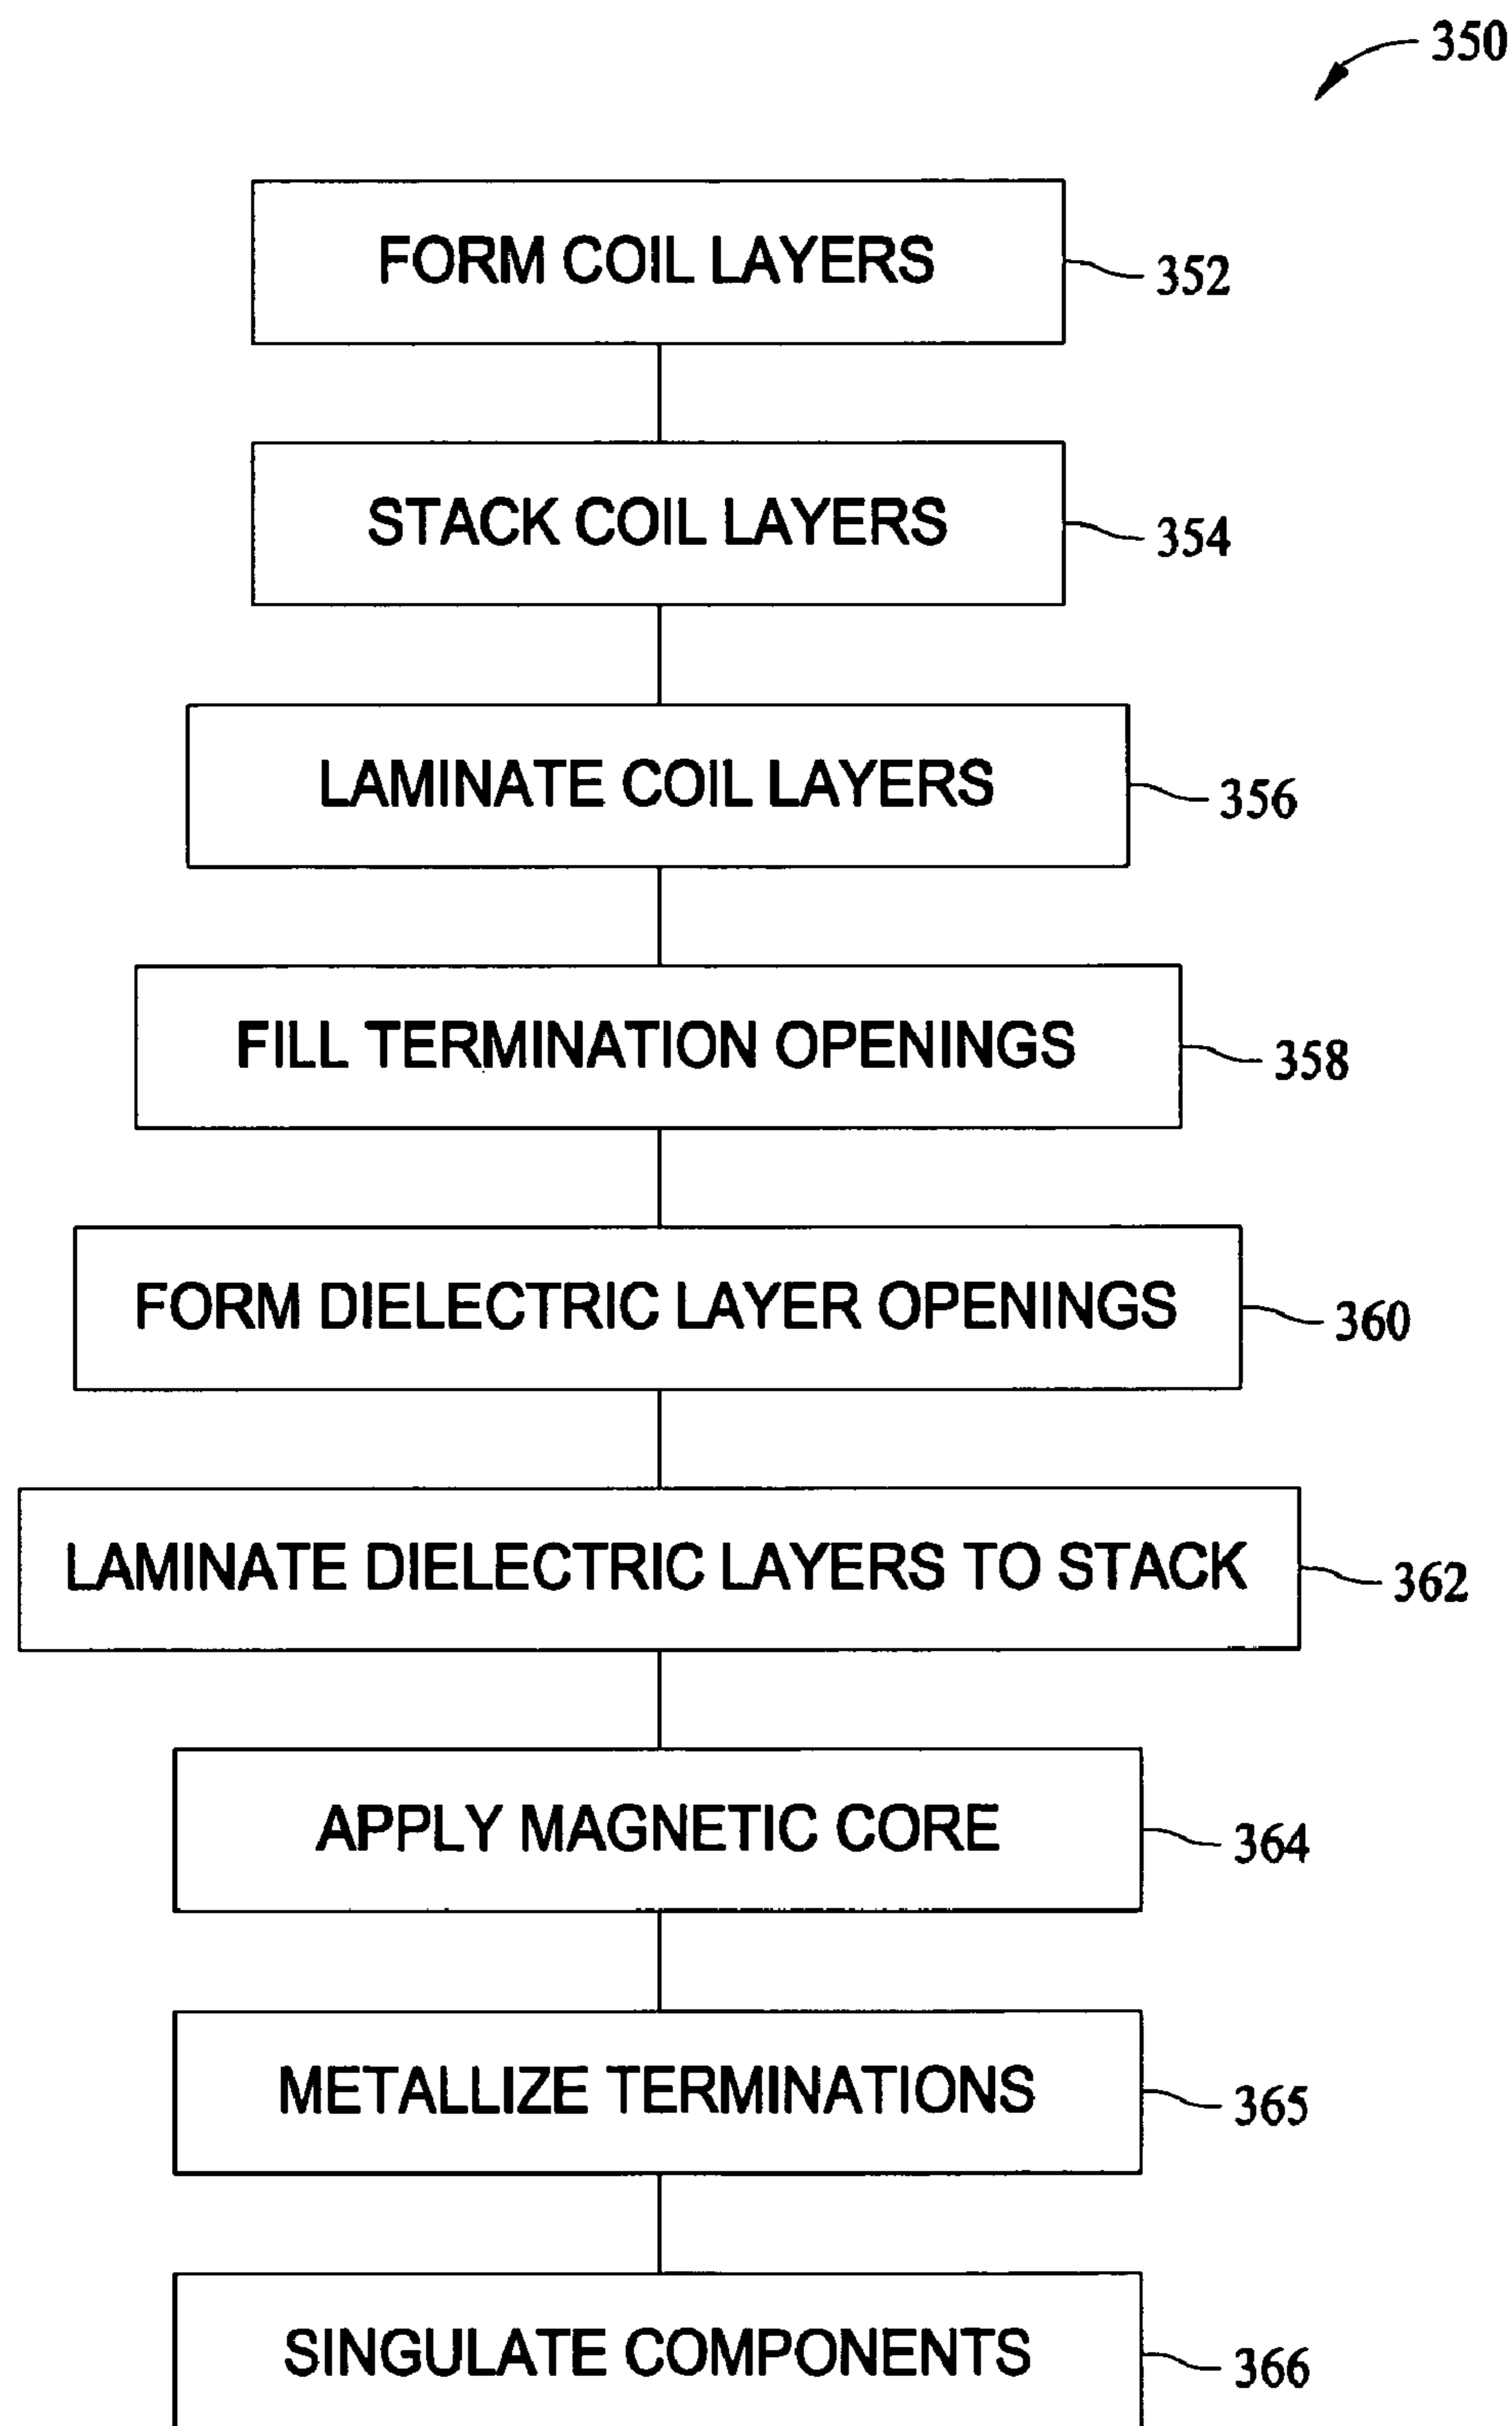 350
FORM COIL LAYERS
352
STACK COIL LAYERS
354
LAMINATE COIL LAYERS
356
FILL TERMINATION OPENINGS
358
FORM DIELECTRIC LAYER OPENINGS
360
LAMINATE DIELECTRIC LAYERS TO STACK
362
APPLY MAGNETIC CORE
364
METALLIZE TERMINATIONS
365
SINGULATE COMPONENTS
366